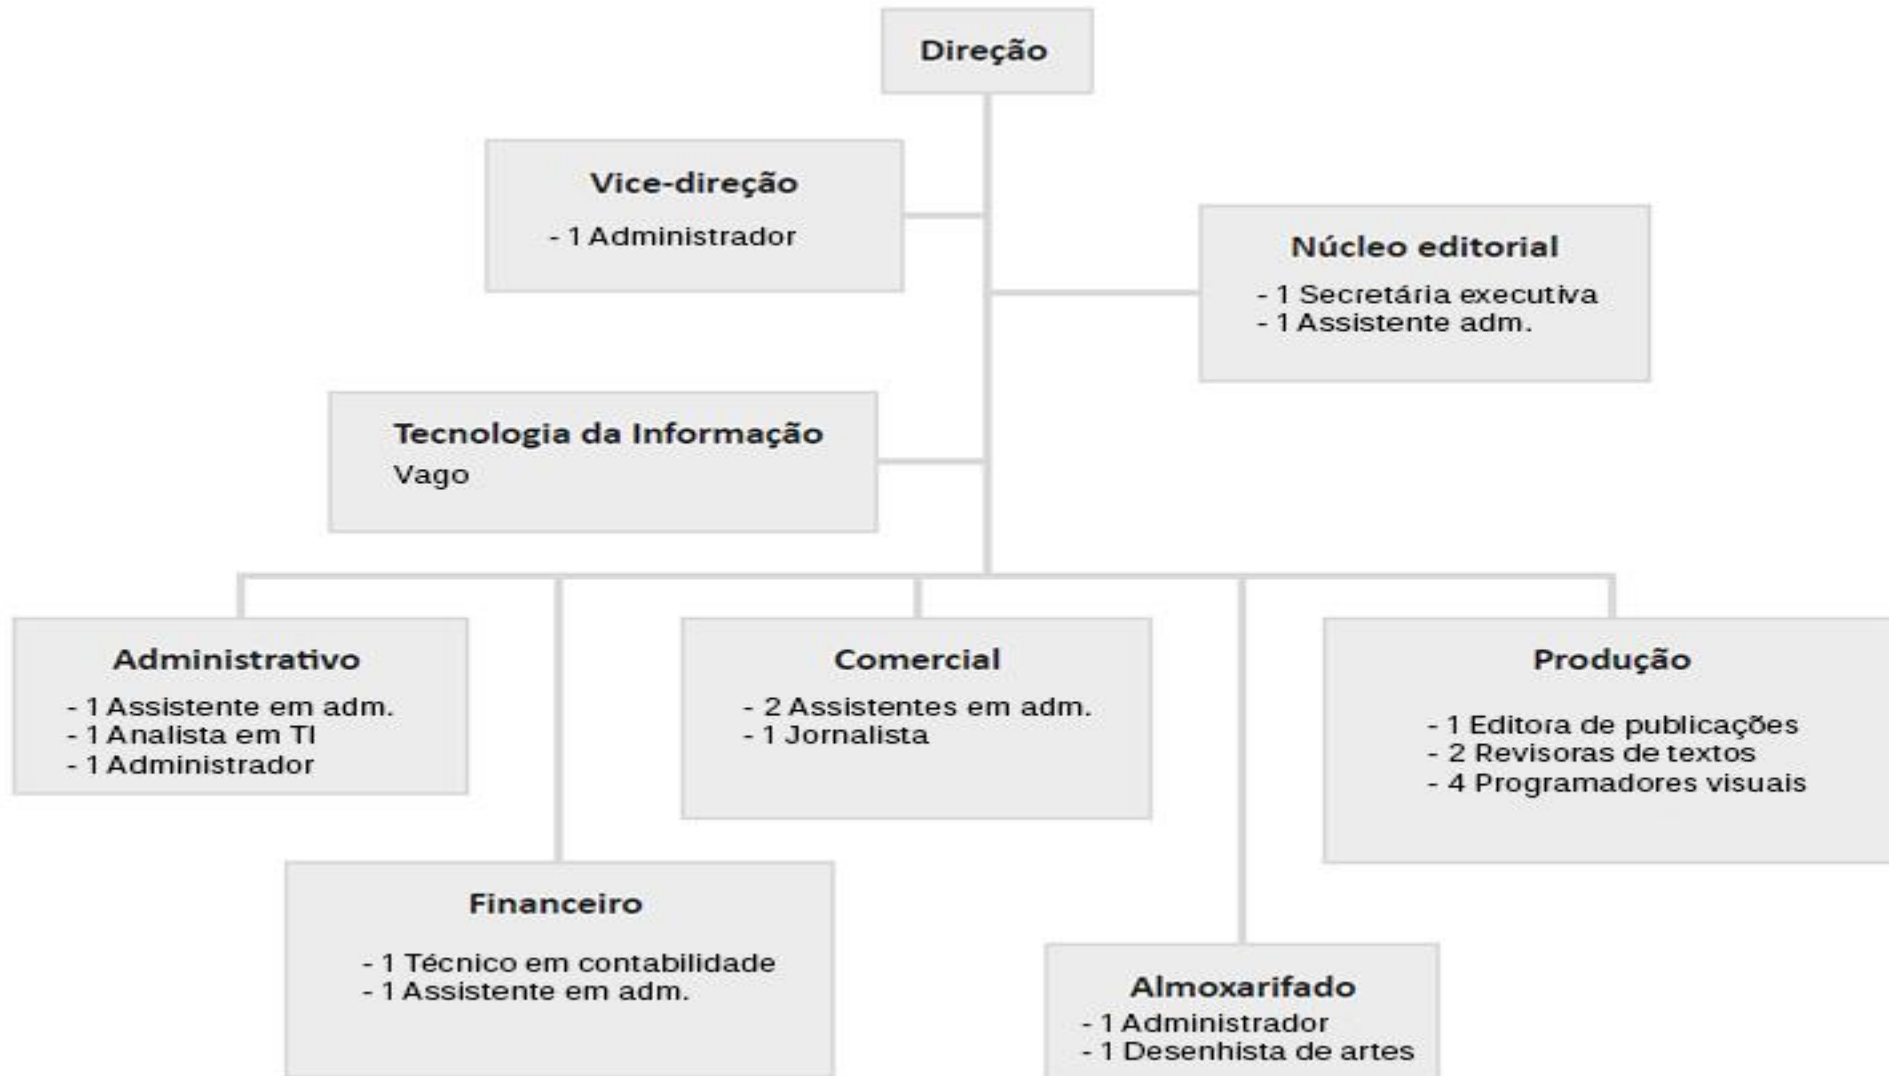 Direção
Vice-direção
- 1 Administrador
Núcleo editorial
- 1 Secretária executiva
- 1 Assistente adm.
Tecnologia da Informação
Vago
Administrativo
- 1 Assistente em adm.
- 1 Analista em TI
- 1 Administrador
Comercial
- 2 Assistentes em adm.
- 1 Jornalista
Produção
- 1 Editora de publicações
- 2 Revisoras de textos
- 4 Programadores visuais
Financeiro
- 1 Técnico em contabilidade
- 1 Assistente em adm.
Almoxarifado
- 1 Administrador
- 1 Desenhista de artes